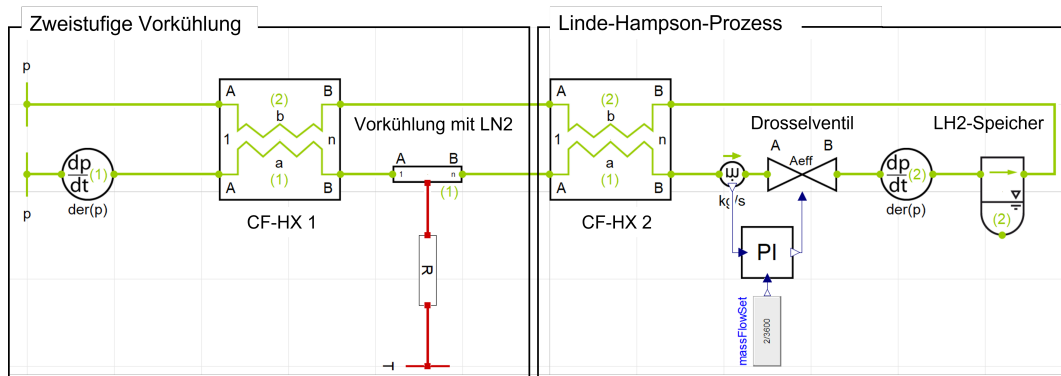 Zweistufige Vorkühlung
Linde-Hampson-Prozess
p
p
dp
dt
(1)
der(p)
A
B
(2)
b
1
n
a
(1)
A
B
CF-HX 1
Vorkühlung mit LN2
A
B
1
n
(1)
R
T
A
B
(2)
b
1
n
a
(1)
A
B
CF-HX 2
Drosselventil
A
B
Aeff
kg/s
PI
massFlowSet
2/3600
dp
dt
(2)
der(p)
LH2-Speicher
(2)